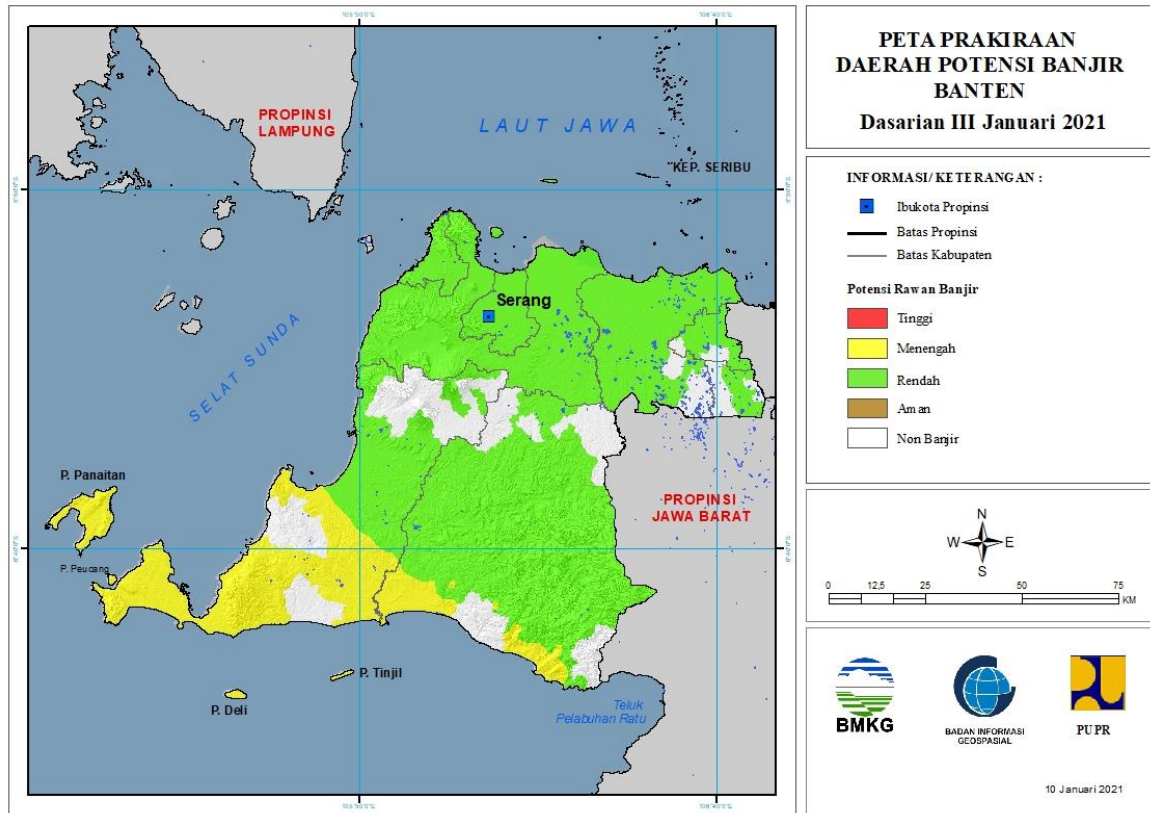 PROPINSI
LAMPUNG
LAUT JAWA
KEP. SERIBU
Serang
SELAT SUNDA
P. Panaitan
P. Peucang
PROPINSI
JAWA BARAT
P. Tinjil
P. Deli
Teluk
Pelabuhan Ratu
PETA PRAKIRAAN
DAERAH POTENSI BANJIR
BANTEN
Dasarian III Januari 2021
INFORMASI/ KETERANGAN :
Ibukota Propinsi
Batas Propinsi
Batas Kabupaten
Potensi Rawan Banjir
Tinggi
Menengah
Rendah
Aman
Non Banjir
N
W E
S
0 12,5 25 50 75
KM
BMKG
BADAN INFORMASI
GEOSPASIAL
PUPR
10 Januari 2021